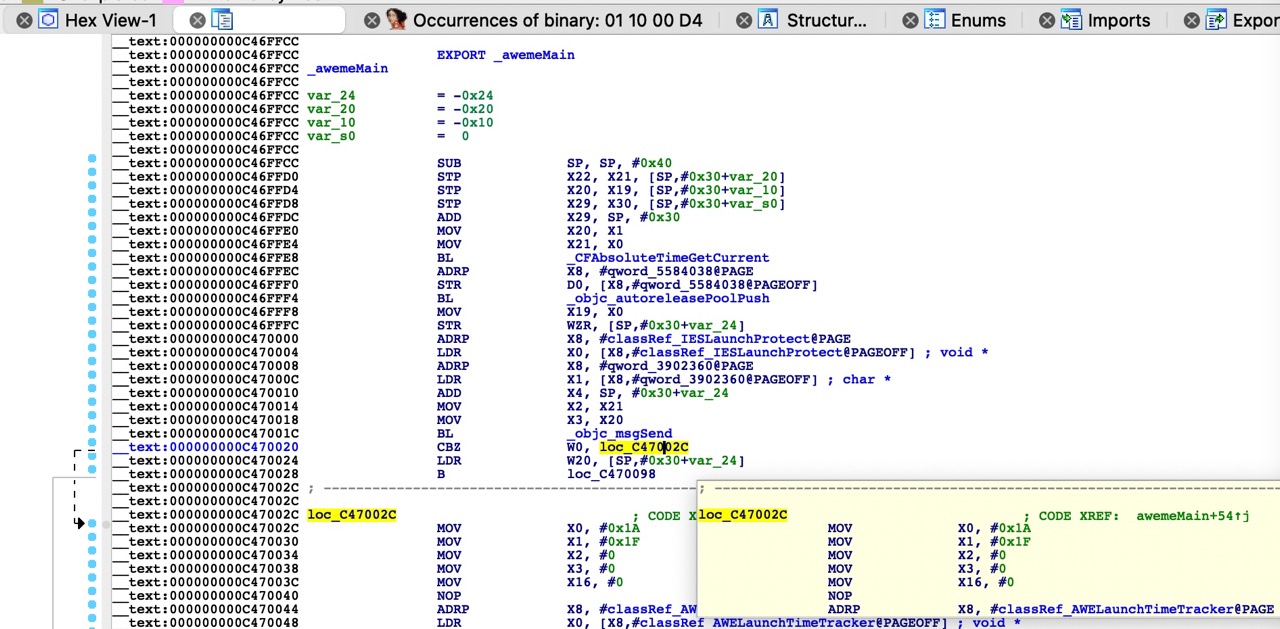 Hex View-1 Occurrences of binary: 01 10 00 D4 Structur... Enums Imports Expor
__text:000000000C46FFCC
__text:000000000C46FFCC EXPORT _awemeMain
__text:000000000C46FFCC _awemeMain
__text:000000000C46FFCC
__text:000000000C46FFCC var_24 = -0x24
__text:000000000C46FFCC var_20 = -0x20
__text:000000000C46FFCC var_10 = -0x10
__text:000000000C46FFCC var_s0 = 0
__text:000000000C46FFCC
__text:000000000C46FFCC SUB SP, SP, #0x40
__text:000000000C46FFD0 STP X22, X21, [SP,#0x30+var_20]
__text:000000000C46FFD4 STP X20, X19, [SP,#0x30+var_10]
__text:000000000C46FFD8 STP X29, X30, [SP,#0x30+var_s0]
__text:000000000C46FFDC ADD X29, SP, #0x30
__text:000000000C46FFE0 MOV X20, X1
__text:000000000C46FFE4 MOV X21, X0
__text:000000000C46FFE8 BL _CFAbsoluteTimeGetCurrent
__text:000000000C46FFEC ADRP X8, #qword_5584038@PAGE
__text:000000000C46FFF0 STR D0, [X8,#qword_5584038@PAGEOFF]
__text:000000000C46FFF4 BL _objc_autoreleasePoolPush
__text:000000000C46FFF8 MOV X19, X0
__text:000000000C46FFFC STR WZR, [SP,#0x30+var_24]
__text:000000000C470000 ADRP X8, #classRef_IESLaunchProtect@PAGE
__text:000000000C470004 LDR X0, [X8,#classRef_IESLaunchProtect@PAGEOFF] ; void *
__text:000000000C470008 ADRP X8, #qword_3902360@PAGE
__text:000000000C47000C LDR X1, [X8,#qword_3902360@PAGEOFF] ; char *
__text:000000000C470010 ADD X4, SP, #0x30+var_24
__text:000000000C470014 MOV X2, X21
__text:000000000C470018 MOV X3, X20
__text:000000000C47001C BL _objc_msgSend
__text:000000000C470020 CBZ W0, loc_C47002C
__text:000000000C470024 LDR W20, [SP,#0x30+var_24]
__text:000000000C470028 B loc_C470098
__text:000000000C47002C ; ---------------------------------------------------------------------------
__text:000000000C47002C
__text:000000000C47002C loc_C47002C ; CODE X loc_C47002C ; CODE XREF: awemeMain+54↑j
__text:000000000C47002C MOV X0, #0x1A MOV X0, #0x1A
__text:000000000C470030 MOV X1, #0x1F MOV X1, #0x1F
__text:000000000C470034 MOV X2, #0 MOV X2, #0
__text:000000000C470038 MOV X3, #0 MOV X3, #0
__text:000000000C47003C MOV X16, #0 MOV X16, #0
__text:000000000C470040 NOP NOP
__text:000000000C470044 ADRP X8, #classRef_AW ADRP X8, #classRef_AWELaunchTimeTracker@PAGE
__text:000000000C470048 LDR X0, [X8,#classRef_AWELaunchTimeTracker@PAGEOFF] ; void *